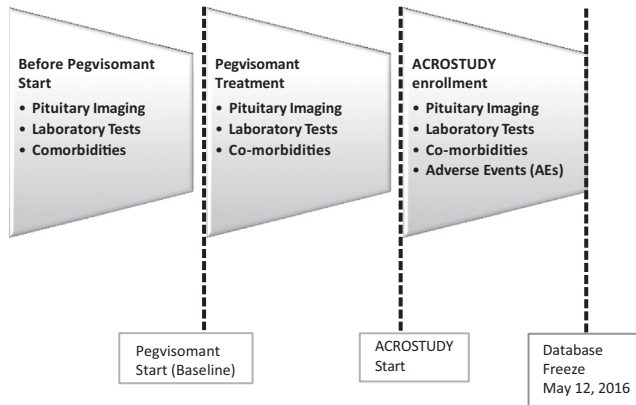 Before Pegvisomant
Start
• Pituitary Imaging
• Laboratory Tests
• Comorbidities
Pegvisomant
Treatment
• Pituitary Imaging
• Laboratory Tests
• Co-morbidities
ACROSTUDY
enrollment
• Pituitary Imaging
• Laboratory Tests
• Co-morbidities
• Adverse Events (AEs)
Pegvisomant
Start (Baseline)
ACROSTUDY
Start
Database
Freeze
May 12, 2016